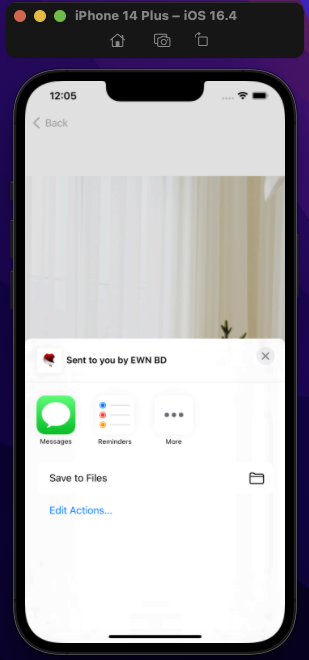 iPhone 14 Plus – iOS 16.4
12:05
Back
Sent to you by EWN BD
Messages
Reminders
More
Save to Files
Edit Actions...